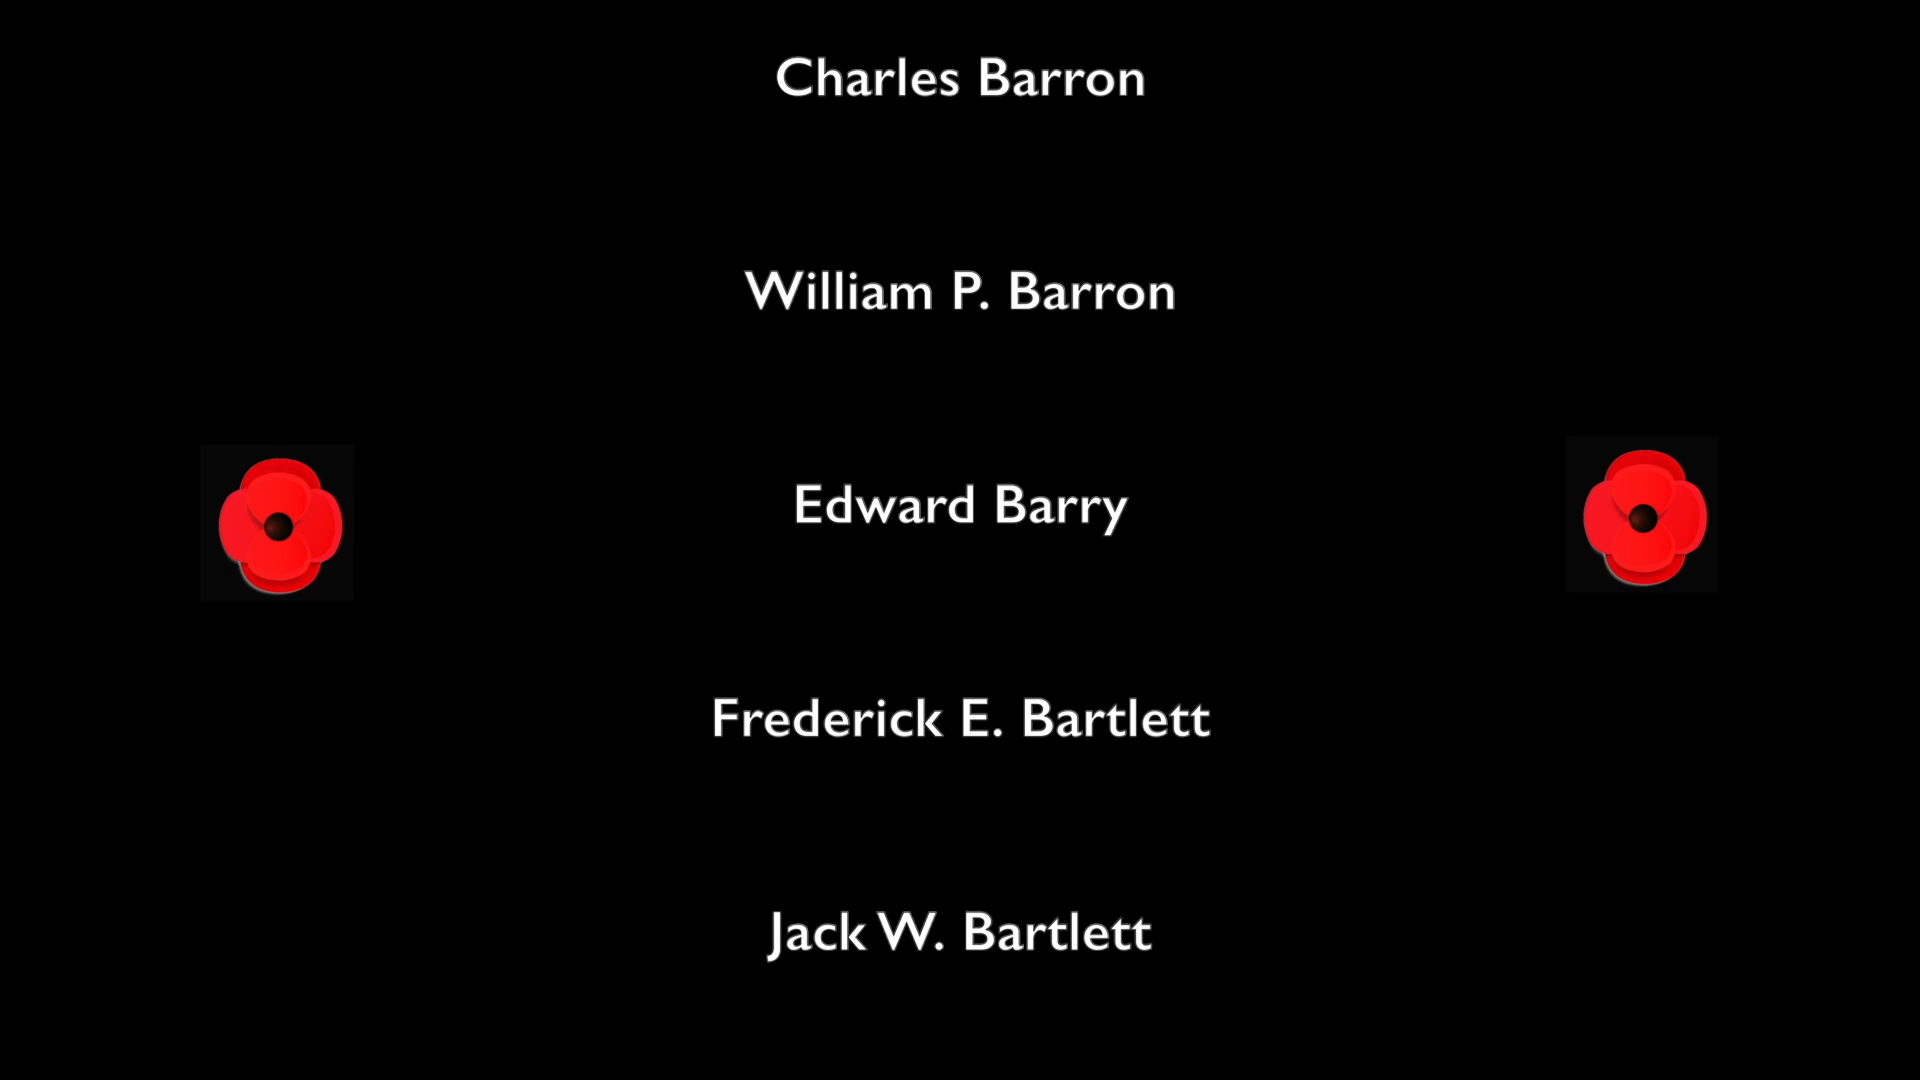 Charles Barron
William P. Barron
Edward Barry
Frederick E. Bartlett
Jack W. Bartlett